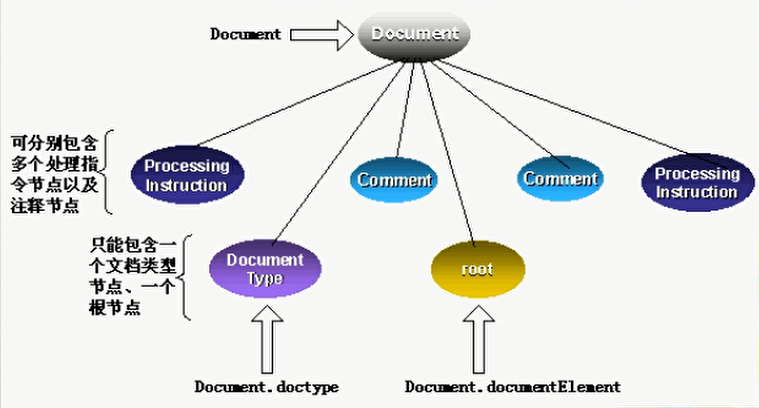 Document
Document
可分别包含
多个处理指
令节点以及
注释节点
Processing
Instruction
Comment
Comment
Processing
Instruction
只能包含一
个文档类型
节点、一个
根节点
Document
Type
root
Document.doctype
Document.documentElement